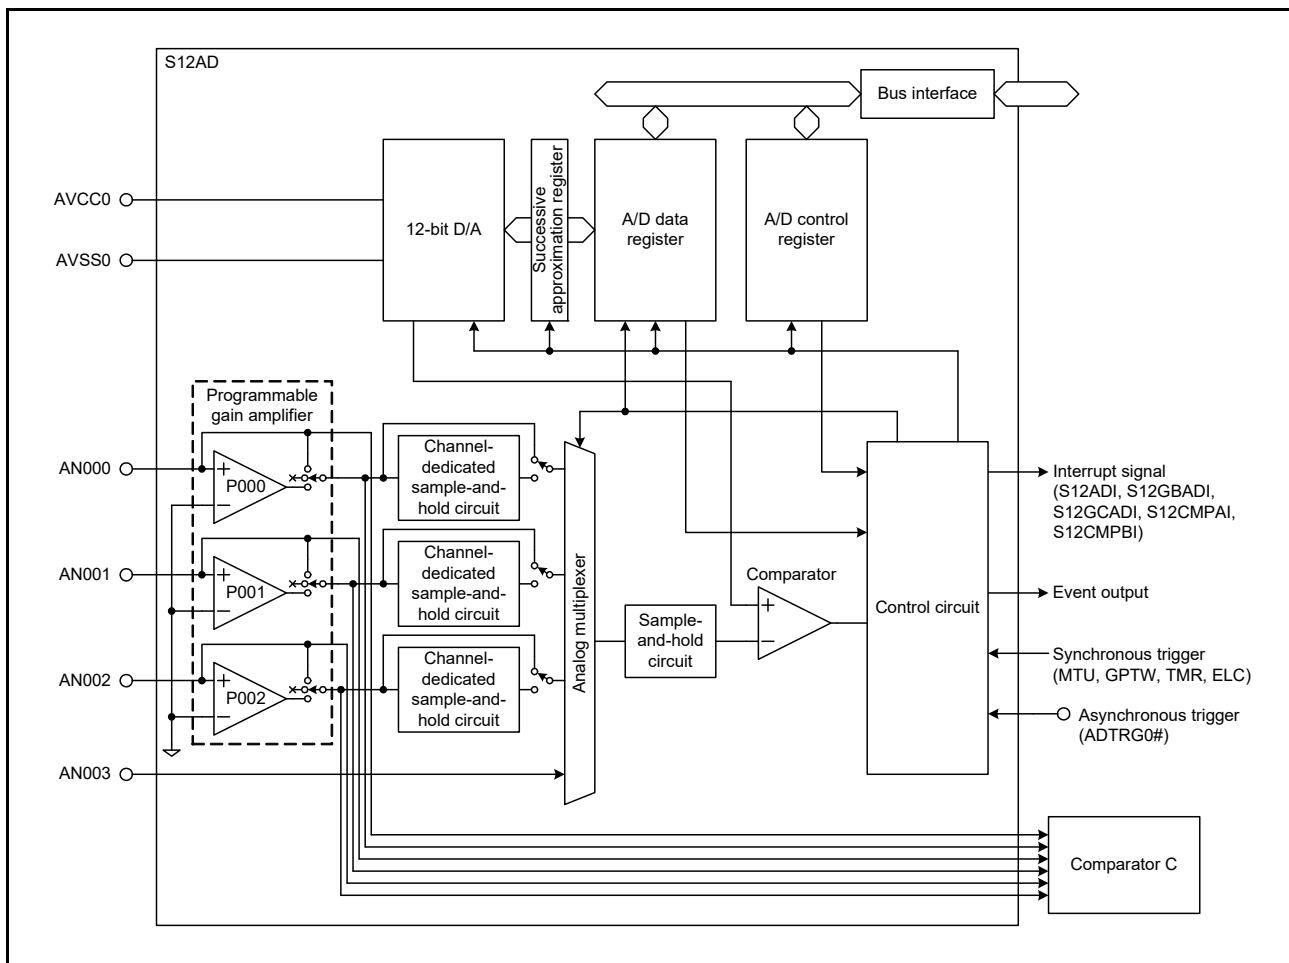 S12AD
Bus interface
AVCC0
AVSS0
12-bit D/A
Successive
approximation register
A/D data
register
A/D control
register
Programmable
gain amplifier
AN000
+
P000
−
Channel-
dedicated
sample-and-
hold circuit
AN001
+
P001
−
Channel-
dedicated
sample-and-
hold circuit
AN002
+
P002
−
Channel-
dedicated
sample-and-
hold circuit
AN003
Analog multiplexer
Sample-
and-hold
circuit
Comparator
+
−
Control circuit
Interrupt signal
(S12ADI, S12GBADI,
S12GCADI, S12CMPAI,
S12CMPBI)
Event output
Synchronous trigger
(MTU, GPTW, TMR, ELC)
Asynchronous trigger
(ADTRG0#)
Comparator C